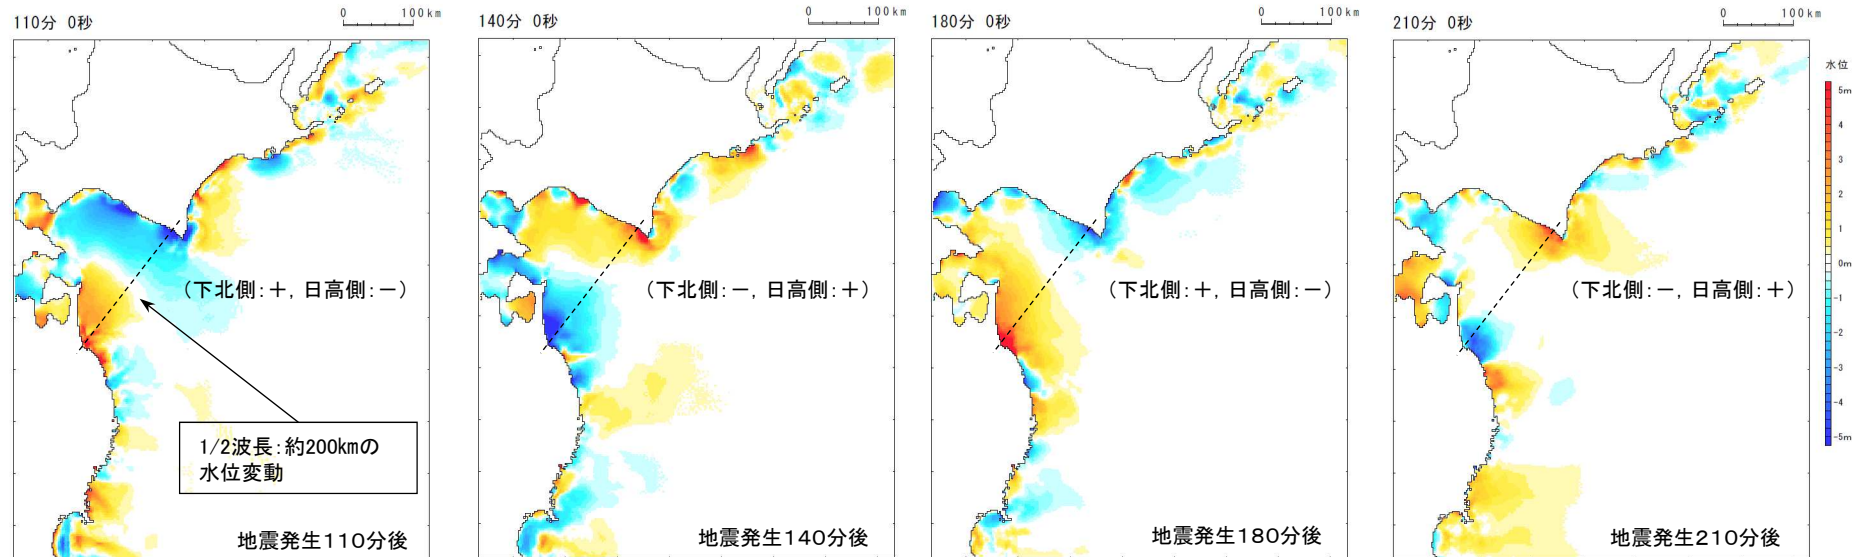 110分 0秒
0 100km
(下北側:＋, 日高側:－)
1/2波長:約200kmの
水位変動
地震発生110分後
140分 0秒
0 100km
(下北側:－, 日高側:＋)
地震発生140分後
180分 0秒
0 100km
(下北側:＋, 日高側:－)
地震発生180分後
210分 0秒
0 100km
(下北側:－, 日高側:＋)
地震発生210分後
水位
5m
4
3
2
1
0m
-1
-2
-3
-4
-5m